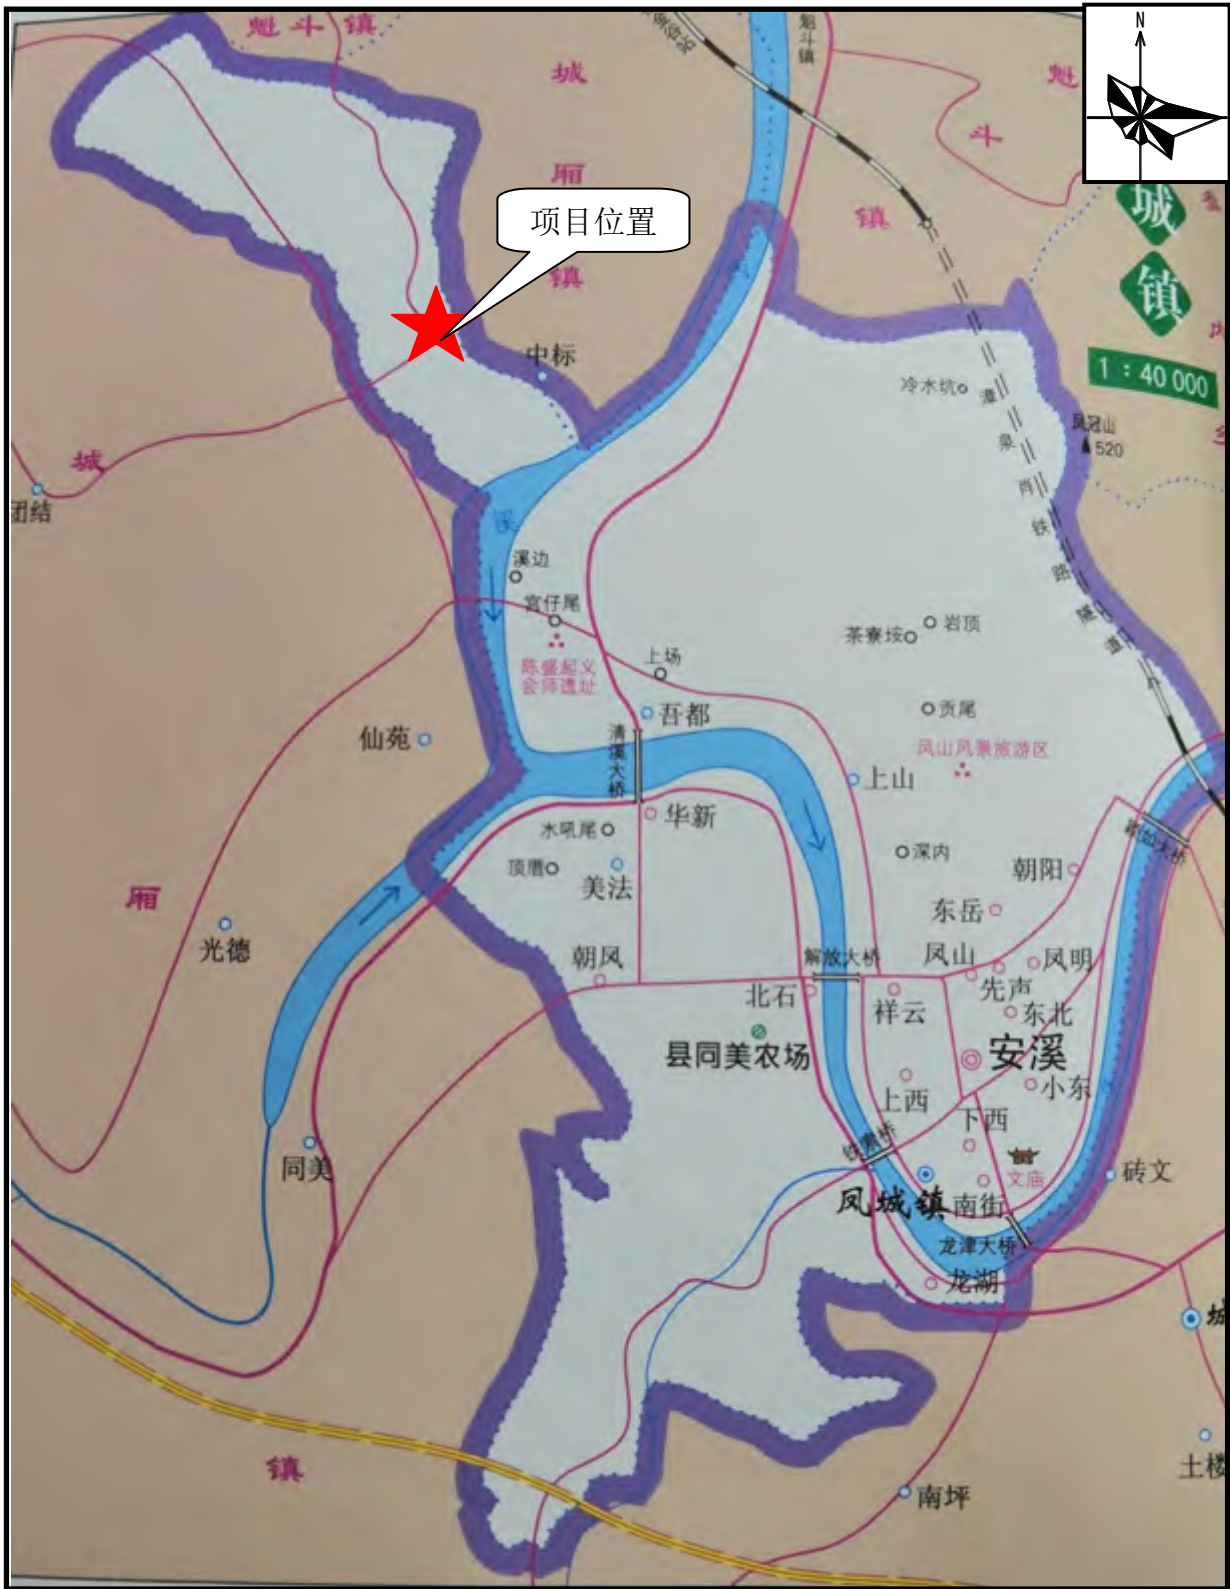 魁斗镇
魁斗镇
城
厢
镇
魁
斗
镇
N
城
镇
1：40 000
项目位置
中标
冷水坑
凤冠山
520
漳泉肖铁路隧道
城
团结
溪
溪边
宫仔尾
陈盛起义
会师遗址
上场
吾都
清溪大桥
茶寮垵
岩顶
贡尾
凤山风景旅游区
仙苑
上山
华新
水吼尾
顶厝
美法
深内
朝阳
东岳
厢
光德
朝凤
解放大桥
凤山
凤明
北石
祥云
先声
东北
县同美农场
安溪
上西
小东
下西
铁索桥
同美
文庙
砖文
凤城镇
南街
龙津大桥
龙湖
城
镇
南坪
土楼